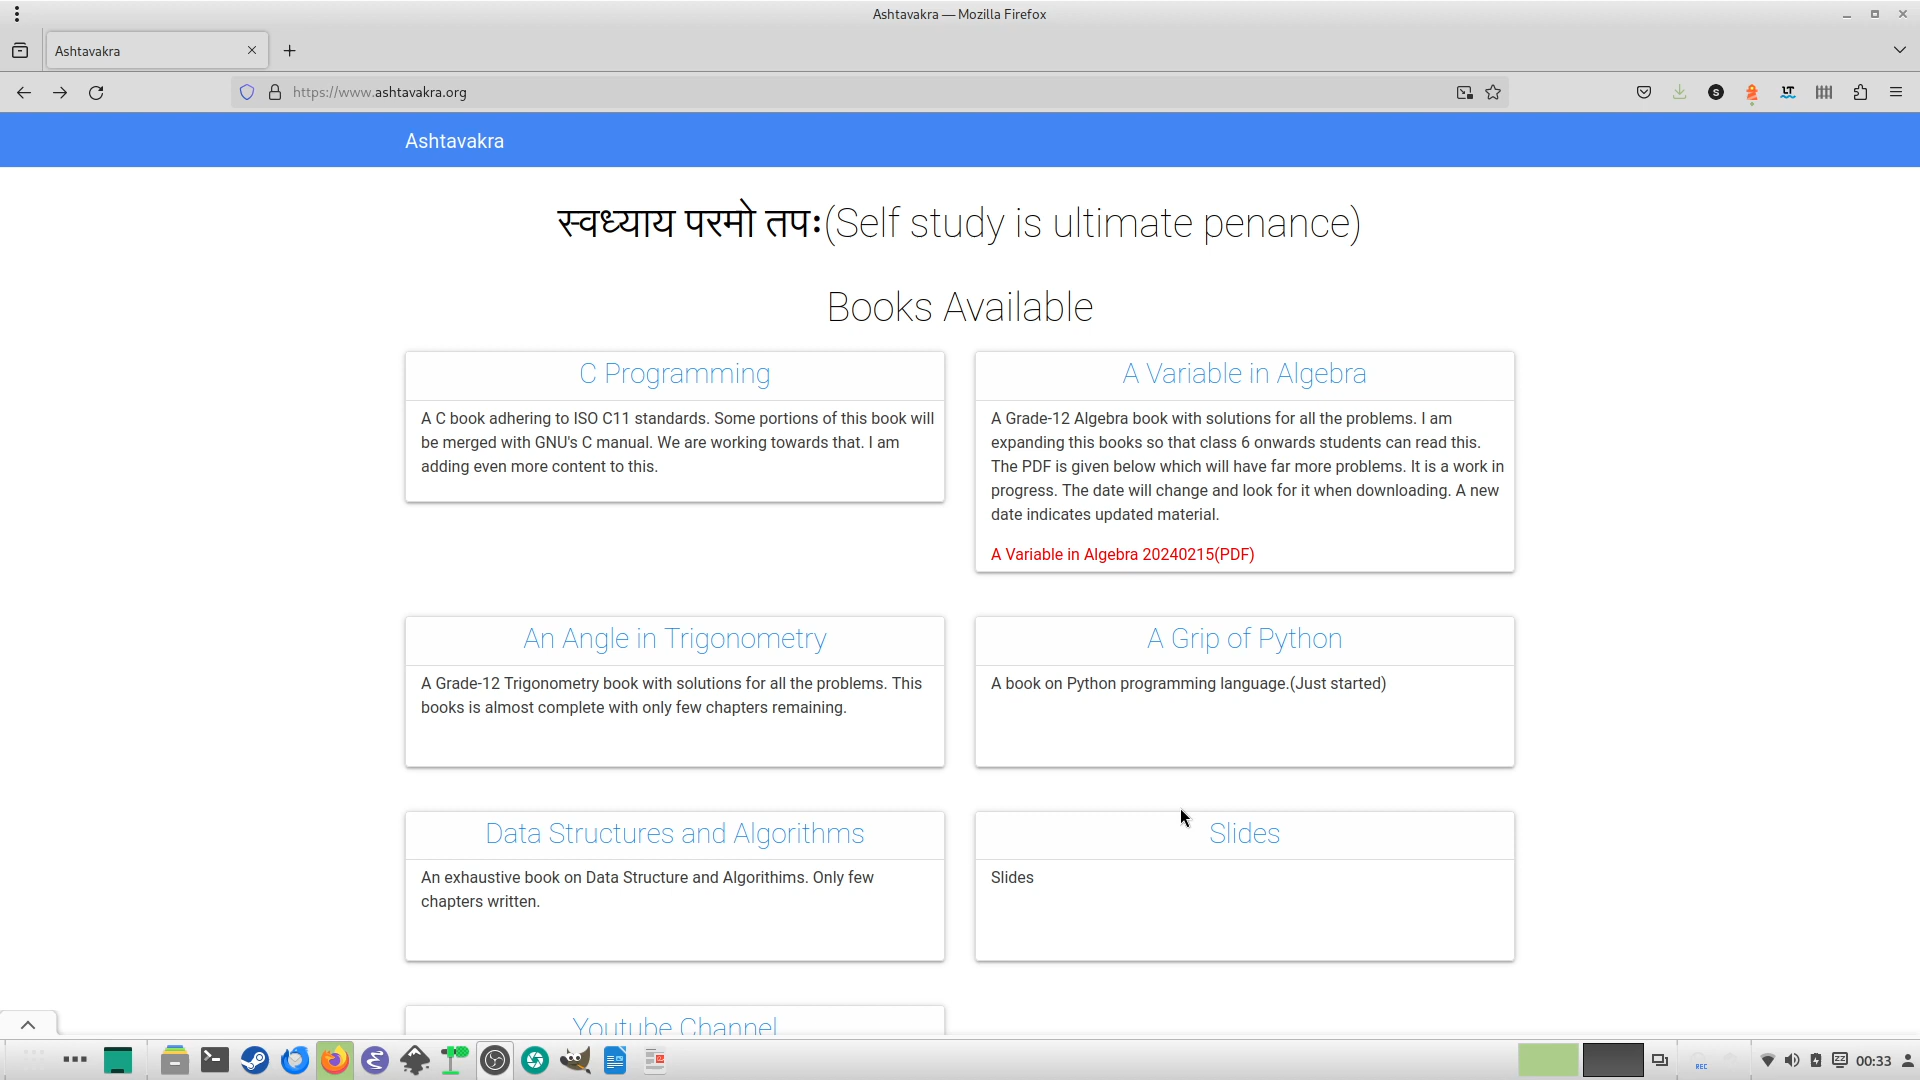 Ashtavakra — Mozilla Firefox
Ashtavakra
https://www.ashtavakra.org
Ashtavakra
स्वध्याय परमो तपः(Self study is ultimate penance)
Books Available
C Programming
A C book adhering to ISO C11 standards. Some portions of this book will
be merged with GNU's C manual. We are working towards that. I am
adding even more content to this.
A Variable in Algebra
A Grade-12 Algebra book with solutions for all the problems. I am
expanding this books so that class 6 onwards students can read this.
The PDF is given below which will have far more problems. It is a work in
progress. The date will change and look for it when downloading. A new
date indicates updated material.
A Variable in Algebra 20240215(PDF)
An Angle in Trigonometry
A Grade-12 Trigonometry book with solutions for all the problems. This
books is almost complete with only few chapters remaining.
A Grip of Python
A book on Python programming language.(Just started)
Data Structures and Algorithms
An exhaustive book on Data Structure and Algorithims. Only few
chapters written.
Slides
Slides
Youtube Channel
REC
00:33